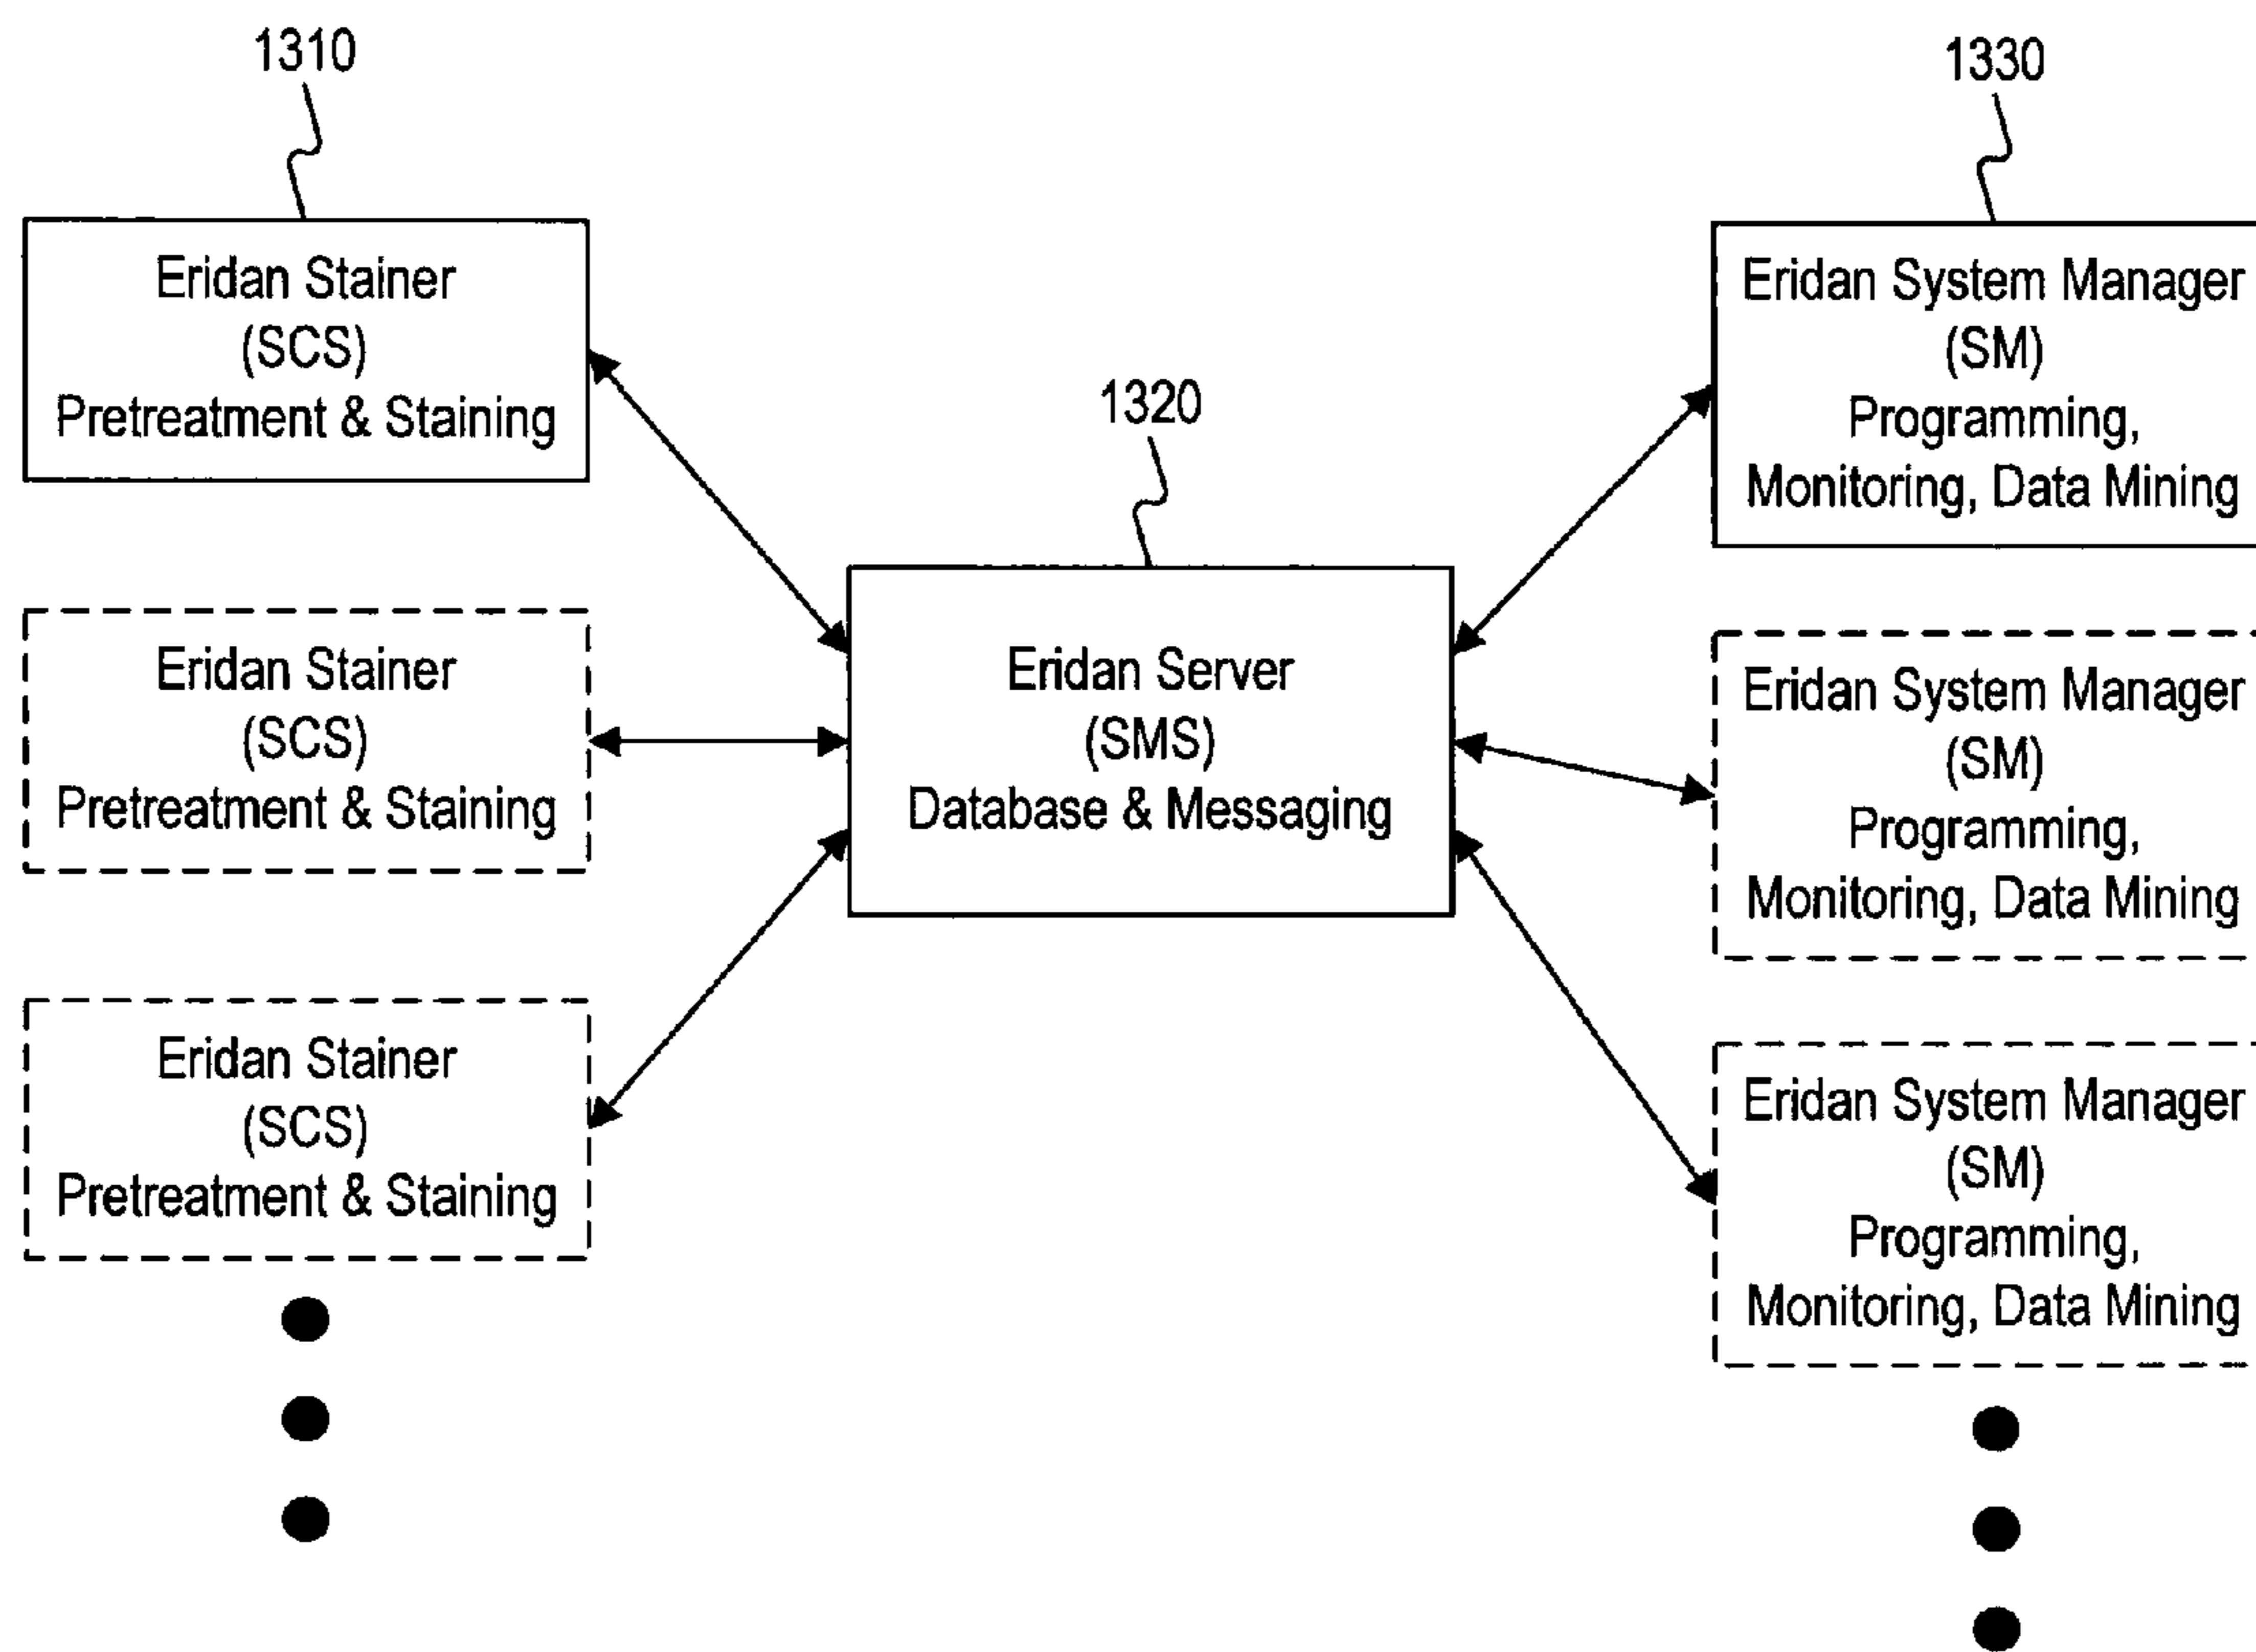 1310
1330
Eridan Stainer
(SCS)
Pretreatment & Staining
Eridan System Manager
(SM)
Programming,
Monitoring, Data Mining
1320
Eridan Stainer
(SCS)
Pretreatment & Staining
Eridan Server
(SMS)
Database & Messaging
Eridan System Manager
(SM)
Programming,
Monitoring, Data Mining
Eridan Stainer
(SCS)
Pretreatment & Staining
Eridan System Manager
(SM)
Programming,
Monitoring, Data Mining